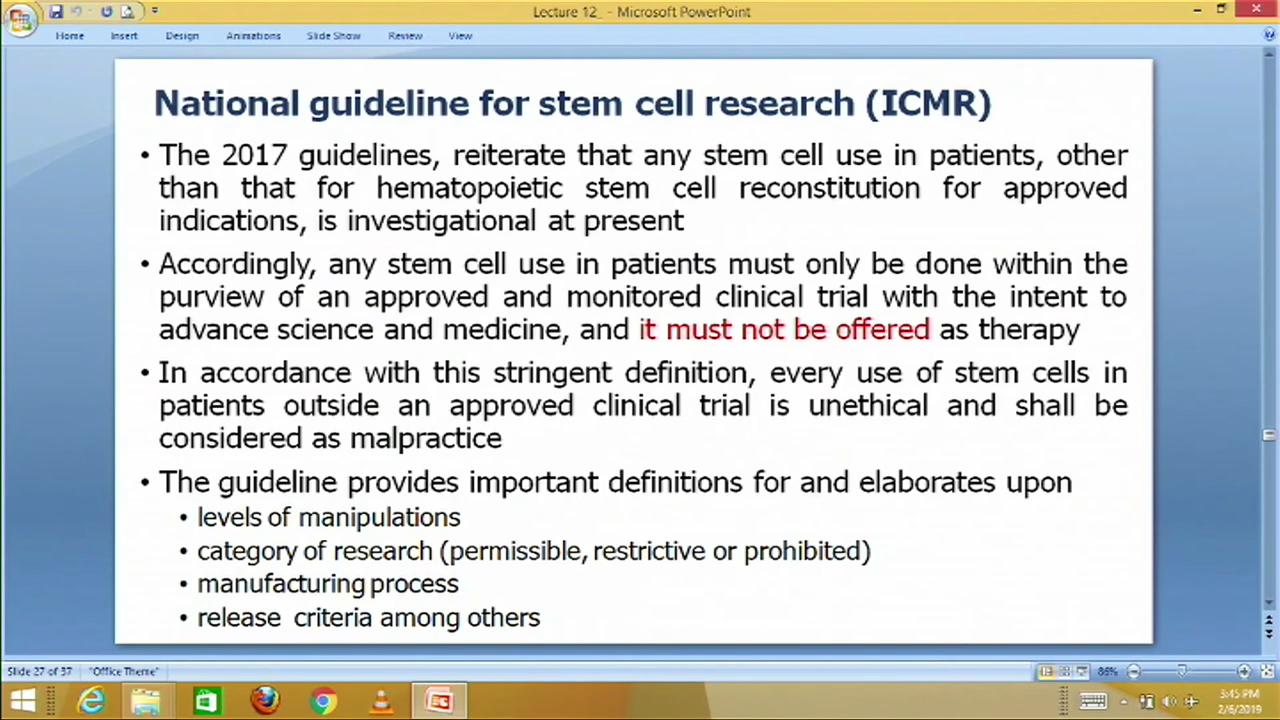 Lecture 12_ - Microsoft PowerPoint
Home Insert Design Animations Slide Show Review View
National guideline for stem cell research (ICMR)
• The 2017 guidelines, reiterate that any stem cell use in patients, other
than that for hematopoietic stem cell reconstitution for approved
indications, is investigational at present
• Accordingly, any stem cell use in patients must only be done within the
purview of an approved and monitored clinical trial with the intent to
advance science and medicine, and it must not be offered as therapy
• In accordance with this stringent definition, every use of stem cells in
patients outside an approved clinical trial is unethical and shall be
considered as malpractice
• The guideline provides important definitions for and elaborates upon
• levels of manipulations
• category of research (permissible, restrictive or prohibited)
• manufacturing process
• release criteria among others
Slide 27 of 37 "Office Theme" 86%
3:45 PM
2/6/2019